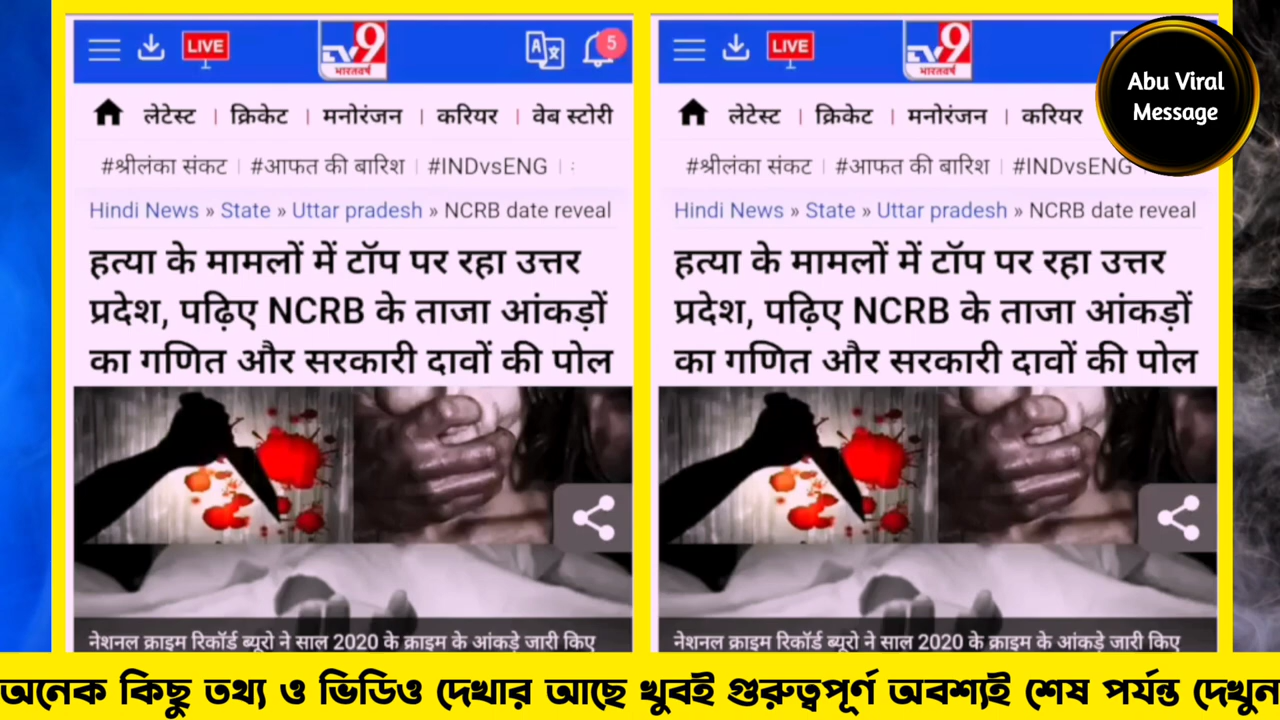 LIVE
TV9
भारतवर्ष
5
लेटेस्ट | क्रिकेट | मनोरंजन | करियर | वेब स्टोरी
#श्रीलंका संकट | #आफत की बारिश | #INDvsENG
Hindi News » State » Uttar pradesh » NCRB date reveal
हत्या के मामलों में टॉप पर रहा उत्तर
प्रदेश, पढ़िए NCRB के ताजा आंकड़ों
का गणित और सरकारी दावों की पोल
नेशनल क्राइम रिकॉर्ड ब्यूरो ने साल 2020 के क्राइम के आंकड़े जारी किए
LIVE
TV9
भारतवर्ष
Abu Viral
Message
लेटेस्ट | क्रिकेट | मनोरंजन | करियर
#श्रीलंका संकट | #आफत की बारिश | #INDvsENG
Hindi News » State » Uttar pradesh » NCRB date reveal
हत्या के मामलों में टॉप पर रहा उत्तर
प्रदेश, पढ़िए NCRB के ताजा आंकड़ों
का गणित और सरकारी दावों की पोल
नेशनल क्राइम रिकॉर्ड ब्यूरो ने साल 2020 के क्राइम के आंकड़े जारी किए
অনেক কিছু তথ্য ও ভিডিও দেখার আছে খুবই গুরুত্বপূর্ণ অবশ্যই শেষ পর্যন্ত দেখুন